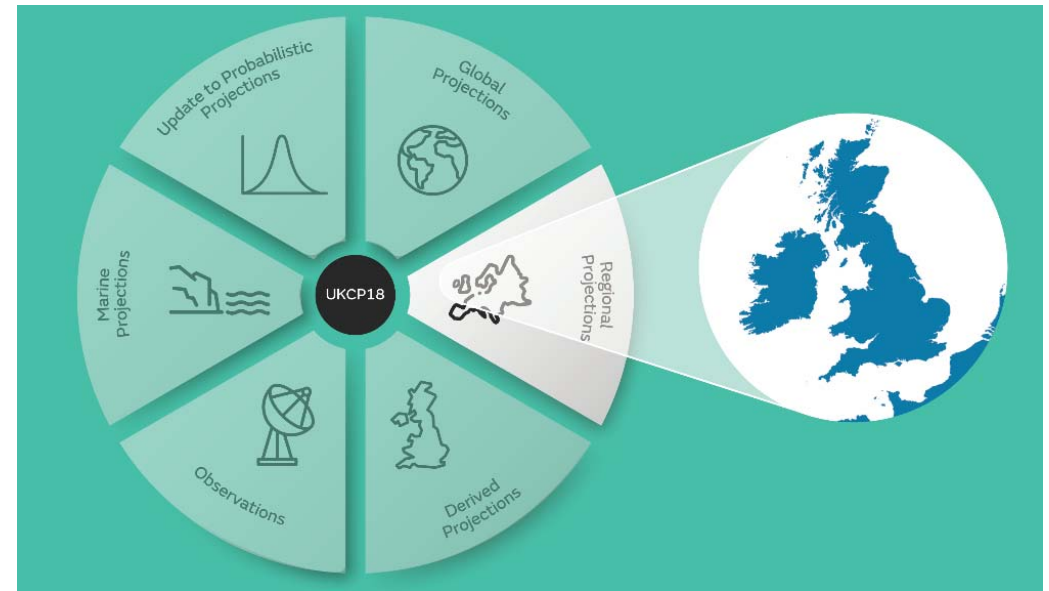 Update to Probabilistic
Projections
Global
Projections
Marine
Projections
UKCP18
Regional
Projections
Observations
Derived
Projections